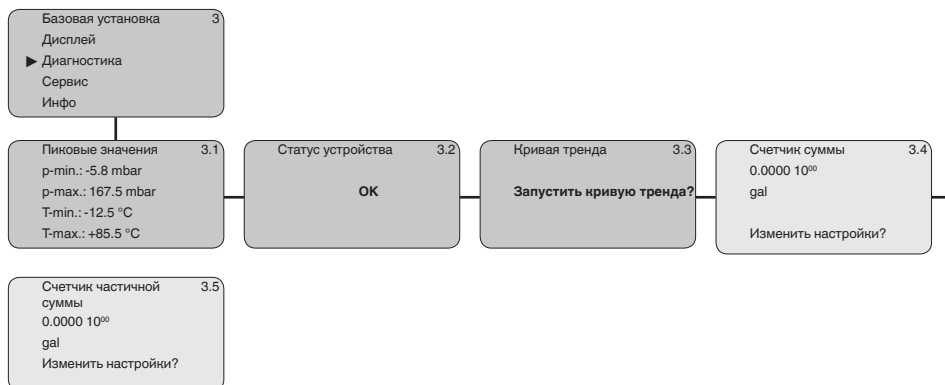 Базовая установка 3
Дисплей
▶ Диагностика
Сервис
Инфо
Пиковые значения 3.1
p-min.: -5.8 mbar
p-max.: 167.5 mbar
T-min.: -12.5 °C
T-max.: +85.5 °C
Статус устройства 3.2
OK
Кривая тренда 3.3
Запустить кривую тренда?
Счетчик суммы 3.4
0.0000 10⁰⁰
gal
Изменить настройки?
Счетчик частичной 3.5
суммы
0.0000 10⁰⁰
gal
Изменить настройки?